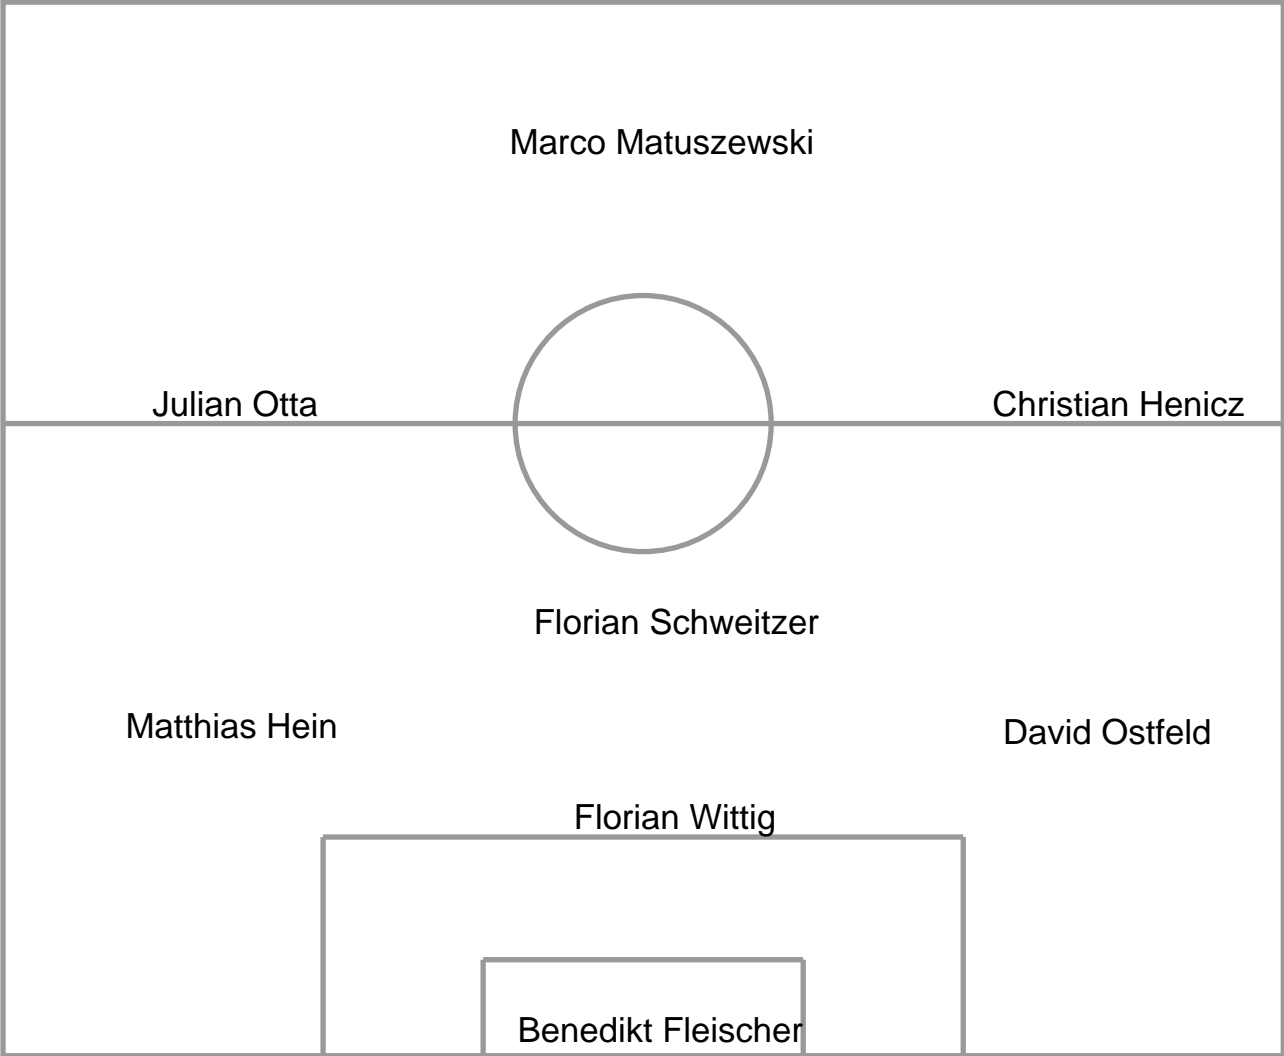 Marco Matuszewski
Julian Otta
Christian Henicz
Florian Schweitzer
Matthias Hein
David Ostfeld
Florian Wittig
Benedikt Fleischer